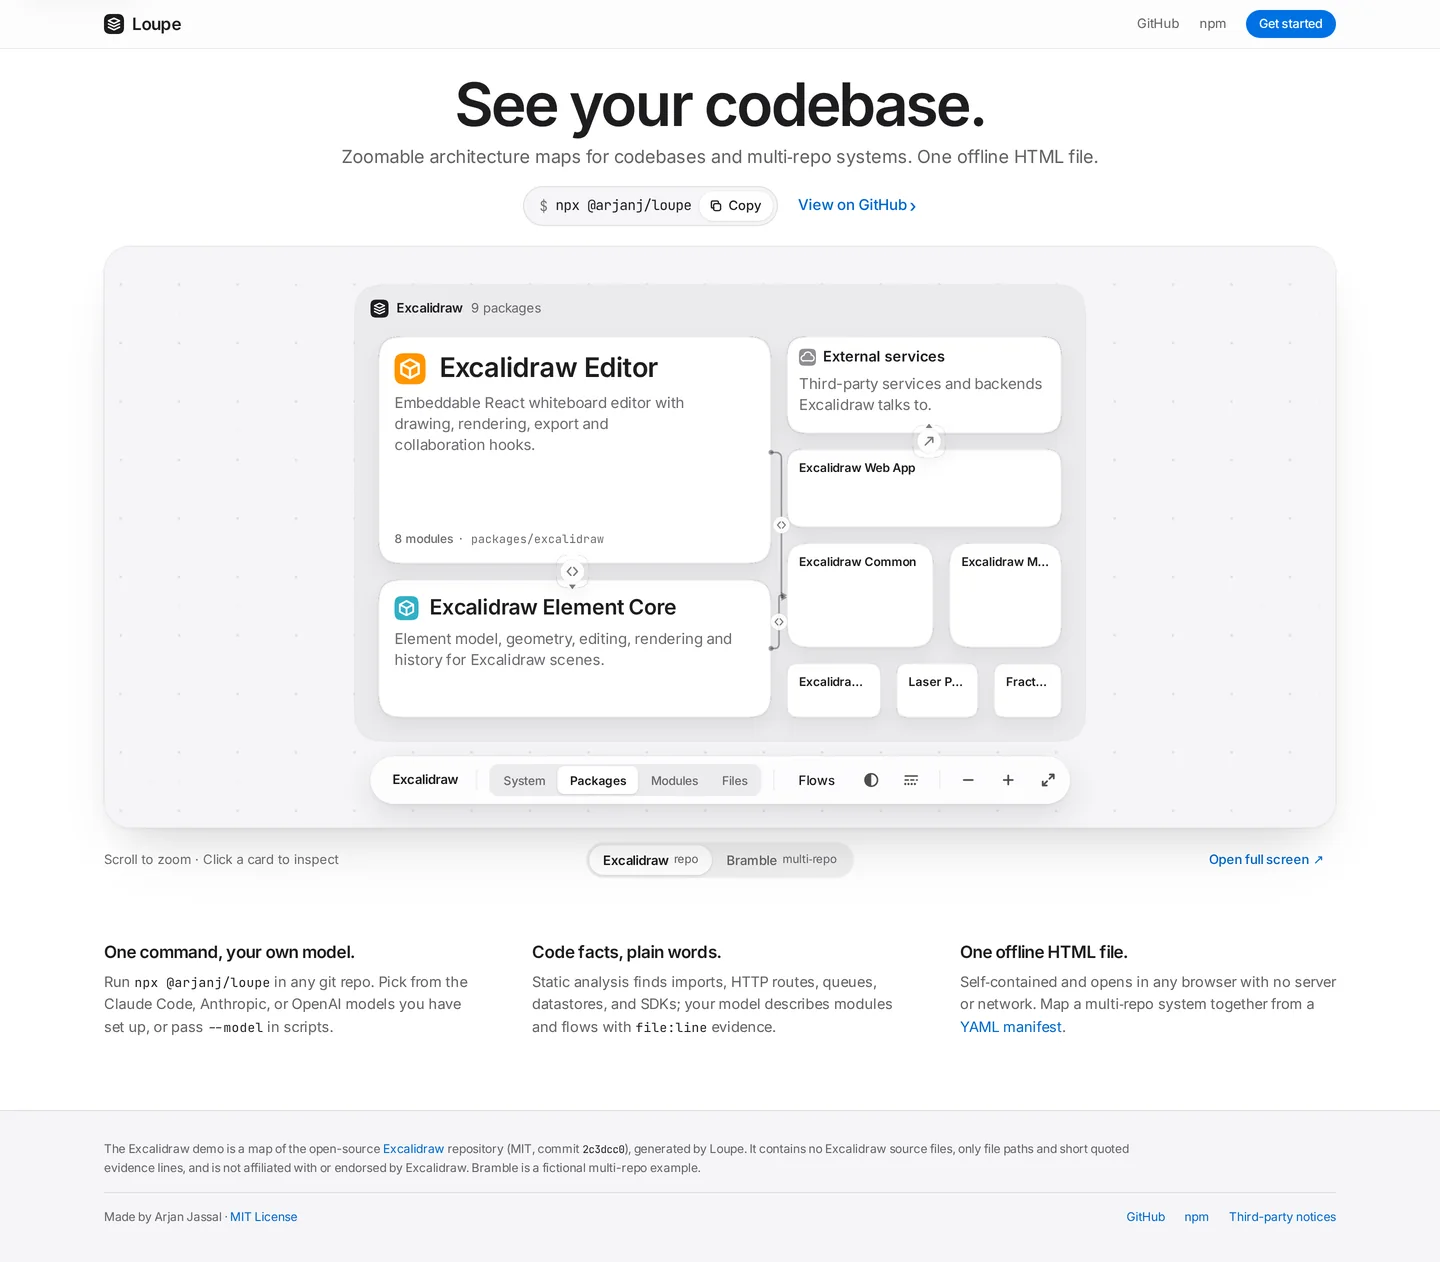 Loupe
GitHub npm Get started
See your codebase.
Zoomable architecture maps for codebases and multi-repo systems. One offline HTML file.
$ npx @arjanj/loupe Copy View on GitHub ›
Excalidraw 9 packages
Excalidraw Editor
Embeddable React whiteboard editor with
drawing, rendering, export and
collaboration hooks.
8 modules · packages/excalidraw
External services
Third-party services and backends
Excalidraw talks to.
Excalidraw Web App
Excalidraw Common
Excalidraw M...
Excalidraw Element Core
Element model, geometry, editing, rendering and
history for Excalidraw scenes.
Excalidra...
Laser P...
Fract...
Excalidraw System Packages Modules Files Flows
Scroll to zoom · Click a card to inspect
Excalidraw repo Bramble multi-repo
Open full screen ↗
One command, your own model.
Run npx @arjanj/loupe in any git repo. Pick from the
Claude Code, Anthropic, or OpenAI models you have
set up, or pass --model in scripts.
Code facts, plain words.
Static analysis finds imports, HTTP routes, queues,
datastores, and SDKs; your model describes modules
and flows with file:line evidence.
One offline HTML file.
Self-contained and opens in any browser with no server
or network. Map a multi-repo system together from a
YAML manifest.
The Excalidraw demo is a map of the open-source Excalidraw repository (MIT, commit 2c3dcc0), generated by Loupe. It contains no Excalidraw source files, only file paths and short quoted
evidence lines, and is not affiliated with or endorsed by Excalidraw. Bramble is a fictional multi-repo example.
Made by Arjan Jassal · MIT License
GitHub npm Third-party notices